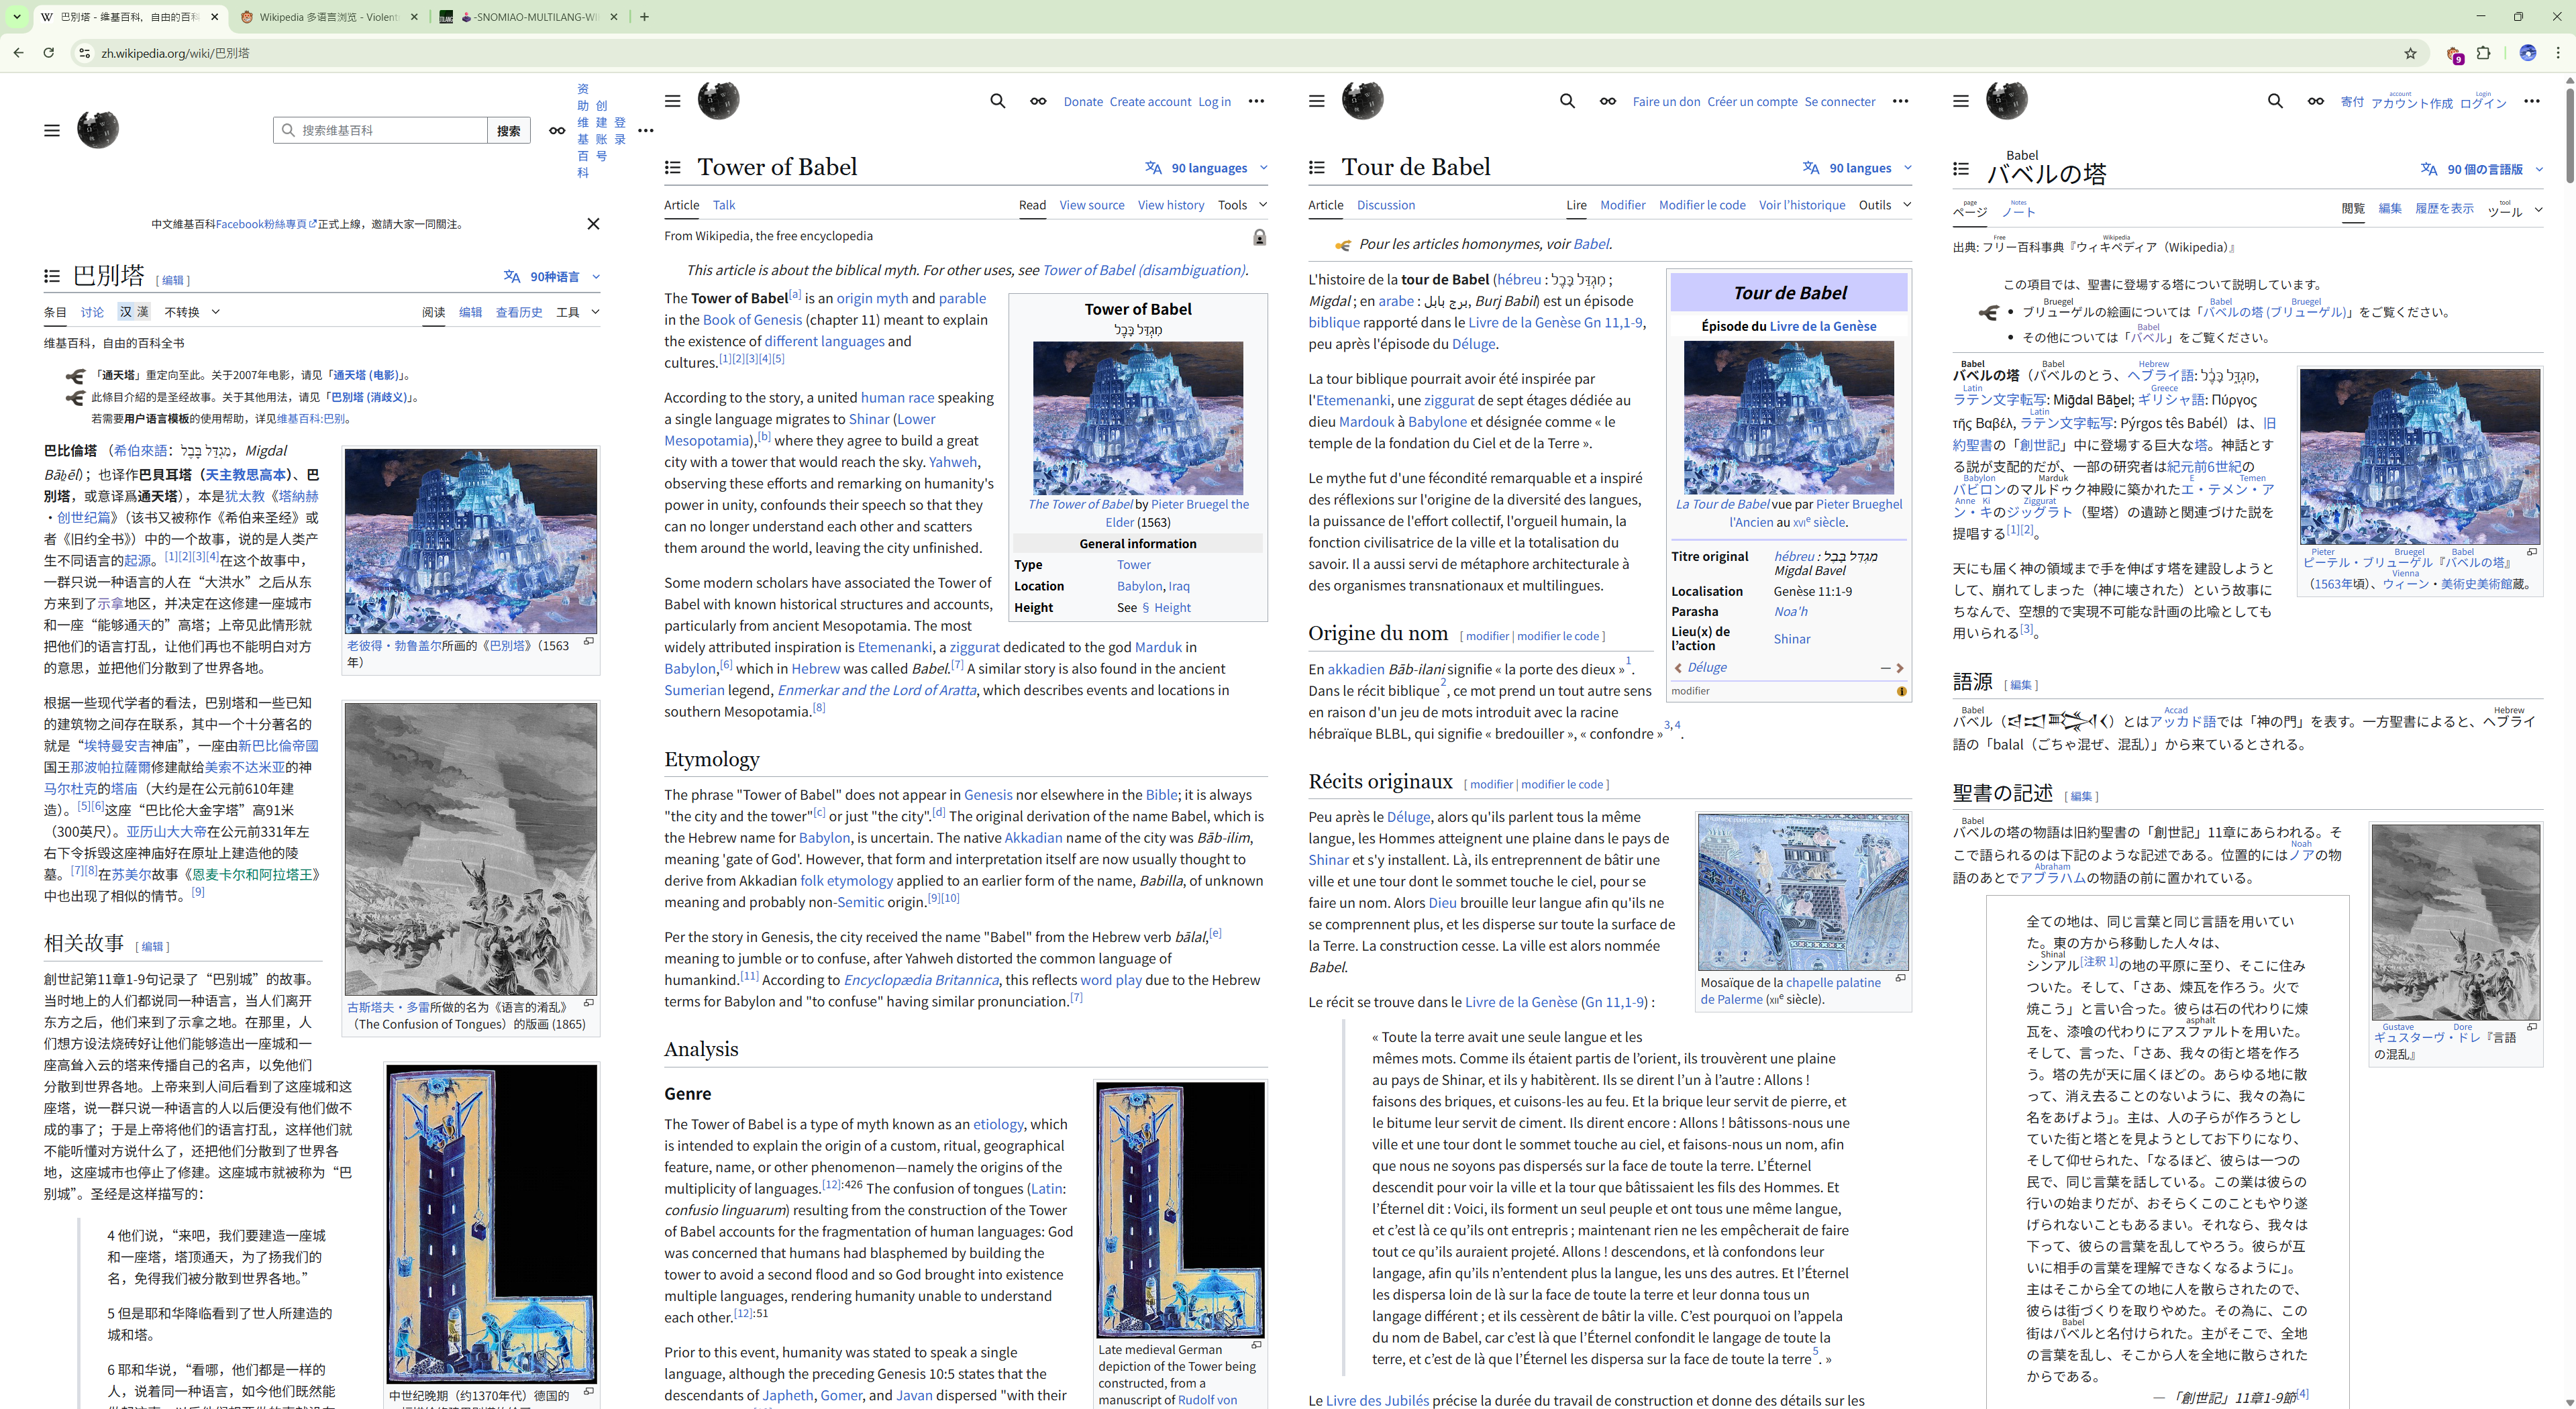 巴別塔 - 維基百科，自由的百科
Wikipedia 多语言浏览 - Violent
-SNOMIAO-MULTILANG-WI
zh.wikipedia.org/wiki/巴別塔
搜索维基百科
搜索
资助维基百科
创建账号
登录
中文維基百科Facebook粉絲專頁正式上線，邀請大家一同關注。
巴別塔 [编辑]
90种语言
条目 讨论 汉 漢 不转换
阅读 编辑 查看历史 工具
维基百科，自由的百科全书
「通天塔」重定向至此。关于2007年电影，请见「通天塔 (电影)」。
此條目介紹的是圣经故事。关于其他用法，请见「巴別塔 (消歧义)」。
若需要用户语言模板的使用帮助，详见维基百科:巴别。
巴比倫塔 （希伯來語：מִגְדַּל בָּבֶל，Migdal
Bāḇēl）；也译作巴貝耳塔（天主教思高本）、巴
別塔，或意译爲通天塔），本是犹太教《塔納赫
・创世纪篇》（该书又被称作《希伯来圣经》或
者《旧约全书》）中的一个故事，说的是人类产
生不同语言的起源。[1][2][3][4]在这个故事中，
一群只说一种语言的人在“大洪水”之后从东
方来到了示拿地区，并决定在这修建一座城市
和一座“能够通天的”高塔；上帝见此情形就
把他们的语言打乱，让他们再也不能明白对方
的意思，並把他们分散到了世界各地。
老彼得・勃鲁盖尔所画的《巴別塔》（1563
年）
根据一些现代学者的看法，巴別塔和一些已知
的建筑物之间存在联系，其中一个十分著名的
就是“埃特曼安吉神庙”，一座由新巴比倫帝國
国王那波帕拉薩爾修建献给美索不达米亚的神
马尔杜克的塔庙（大约是在公元前610年建
造）。[5][6]这座“巴比伦大金字塔”高91米
（300英尺）。亚历山大大帝在公元前331年左
右下令拆毁这座神庙好在原址上建造他的陵
墓。[7][8]在苏美尔故事《恩麦卡尔和阿拉塔王》
中也出现了相似的情节。[9]
古斯塔夫・多雷所做的名为《语言的淆乱》
（The Confusion of Tongues）的版画 (1865)
相关故事 [编辑]
創世紀第11章1-9句记录了“巴别城”的故事。
当时地上的人们都说同一种语言，当人们离开
东方之后，他们来到了示拿之地。在那里，人
们想方设法烧砖好让他们能够造出一座城和一
座高耸入云的塔来传播自己的名声，以免他们
分散到世界各地。上帝来到人间后看到了这座城和这
座塔，说一群只说一种语言的人以后便没有他们做不
成的事了；于是上帝将他们的语言打乱，这样他们就
不能听懂对方说什么了，还把他们分散到了世界各
地，这座城市也停止了修建。这座城市就被称为“巴
别城”。圣经是这样描写的：
4 他们说，“来吧，我们要建造一座城
和一座塔，塔顶通天，为了扬我们的
名，免得我们被分散到世界各地。”
5 但是耶和华降临看到了世人所建造的
城和塔。
6 耶和华说，“看哪，他们都是一样的
人，说着同一种语言，如今他们既然能
中世纪晚期（约1370年代）德国的
Donate Create account Log in
Tower of Babel
90 languages
Article Talk
Read View source View history Tools
From Wikipedia, the free encyclopedia
This article is about the biblical myth. For other uses, see Tower of Babel (disambiguation).
The Tower of Babel[a] is an origin myth and parable
in the Book of Genesis (chapter 11) meant to explain
the existence of different languages and
cultures.[1][2][3][4][5]
According to the story, a united human race speaking
a single language migrates to Shinar (Lower
Mesopotamia),[b] where they agree to build a great
city with a tower that would reach the sky. Yahweh,
observing these efforts and remarking on humanity's
power in unity, confounds their speech so that they
can no longer understand each other and scatters
them around the world, leaving the city unfinished.
Some modern scholars have associated the Tower of
Babel with known historical structures and accounts,
particularly from ancient Mesopotamia. The most
widely attributed inspiration is Etemenanki, a ziggurat dedicated to the god Marduk in
Babylon,[6] which in Hebrew was called Babel.[7] A similar story is also found in the ancient
Sumerian legend, Enmerkar and the Lord of Aratta, which describes events and locations in
southern Mesopotamia.[8]
Tower of Babel
מִגְדַּל בָּבֶל
The Tower of Babel by Pieter Bruegel the
Elder (1563)
General information
Type Tower
Location Babylon, Iraq
Height See § Height
Etymology
The phrase "Tower of Babel" does not appear in Genesis nor elsewhere in the Bible; it is always
"the city and the tower"[c] or just "the city".[d] The original derivation of the name Babel, which is
the Hebrew name for Babylon, is uncertain. The native Akkadian name of the city was Bāb-ilim,
meaning 'gate of God'. However, that form and interpretation itself are now usually thought to
derive from Akkadian folk etymology applied to an earlier form of the name, Babilla, of unknown
meaning and probably non-Semitic origin.[9][10]
Per the story in Genesis, the city received the name "Babel" from the Hebrew verb bālal,[e]
meaning to jumble or to confuse, after Yahweh distorted the common language of
humankind.[11] According to Encyclopædia Britannica, this reflects word play due to the Hebrew
terms for Babylon and "to confuse" having similar pronunciation.[7]
Analysis
Genre
The Tower of Babel is a type of myth known as an etiology, which
is intended to explain the origin of a custom, ritual, geographical
feature, name, or other phenomenon—namely the origins of the
multiplicity of languages.[12]:426 The confusion of tongues (Latin:
confusio linguarum) resulting from the construction of the Tower
of Babel accounts for the fragmentation of human languages: God
was concerned that humans had blasphemed by building the
tower to avoid a second flood and so God brought into existence
multiple languages, rendering humanity unable to understand
each other.[12]:51
Prior to this event, humanity was stated to speak a single
language, although the preceding Genesis 10:5 states that the
descendants of Japheth, Gomer, and Javan dispersed "with their
Late medieval German
depiction of the Tower being
constructed, from a
manuscript of Rudolf von
Faire un don Créer un compte Se connecter
Tour de Babel
90 langues
Article Discussion
Lire Modifier Modifier le code Voir l'historique Outils
Pour les articles homonymes, voir Babel.
L'histoire de la tour de Babel (hébreu : מִגְדַּל בָּבֶל ;
Migdal ; en arabe : برج بابل, Burj Babil) est un épisode
biblique rapporté dans le Livre de la Genèse Gn 11,1-9,
peu après l'épisode du Déluge.
La tour biblique pourrait avoir été inspirée par
l'Etemenanki, une ziggurat de sept étages dédiée au
dieu Mardouk à Babylone et désignée comme « le
temple de la fondation du Ciel et de la Terre ».
Le mythe fut d'une fécondité remarquable et a inspiré
des réflexions sur l'origine de la diversité des langues,
la puissance de l'effort collectif, l'orgueil humain, la
fonction civilisatrice de la ville et la totalisation du
savoir. Il a aussi servi de métaphore architecturale à
des organismes transnationaux et multilingues.
Tour de Babel
Épisode du Livre de la Genèse
La Tour de Babel vue par Pieter Brueghel
l'Ancien au XVIe siècle.
Titre original hébreu : מגדל בבל
Migdal Bavel
Localisation Genèse 11:1-9
Parasha Noa'h
Lieu(x) de
l'action Shinar
Déluge —
modifier
Origine du nom [ modifier | modifier le code ]
En akkadien Bāb-ilani signifie « la porte des dieux »1.
Dans le récit biblique2, ce mot prend un tout autre sens
en raison d'un jeu de mots introduit avec la racine
hébraïque BLBL, qui signifie « bredouiller », « confondre »3,4.
Récits originaux [ modifier | modifier le code ]
Peu après le Déluge, alors qu'ils parlent tous la même
langue, les Hommes atteignent une plaine dans le pays de
Shinar et s'y installent. Là, ils entreprennent de bâtir une
ville et une tour dont le sommet touche le ciel, pour se
faire un nom. Alors Dieu brouille leur langue afin qu'ils ne
se comprennent plus, et les disperse sur toute la surface de
la Terre. La construction cesse. La ville est alors nommée
Babel.
Mosaïque de la chapelle palatine
de Palerme (XIIe siècle).
Le récit se trouve dans le Livre de la Genèse (Gn 11,1-9) :
« Toute la terre avait une seule langue et les
mêmes mots. Comme ils étaient partis de l'orient, ils trouvèrent une plaine
au pays de Shinar, et ils y habitèrent. Ils se dirent l'un à l'autre : Allons !
faisons des briques, et cuisons-les au feu. Et la brique leur servit de pierre, et
le bitume leur servit de ciment. Ils dirent encore : Allons ! bâtissons-nous une
ville et une tour dont le sommet touche au ciel, et faisons-nous un nom, afin
que nous ne soyons pas dispersés sur la face de toute la terre. L'Éternel
descendit pour voir la ville et la tour que bâtissaient les fils des Hommes. Et
l'Éternel dit : Voici, ils forment un seul peuple et ont tous une même langue,
et c'est là ce qu'ils ont entrepris ; maintenant rien ne les empêcherait de faire
tout ce qu'ils auraient projeté. Allons ! descendons, et là confondons leur
langage, afin qu'ils n'entendent plus la langue, les uns des autres. Et l'Éternel
les dispersa loin de là sur la face de toute la terre et leur donna tous un
langage différent ; et ils cessèrent de bâtir la ville. C'est pourquoi on l'appela
du nom de Babel, car c'est là que l'Éternel confondit le langage de toute la
terre, et c'est de là que l'Éternel les dispersa sur la face de toute la terre5. »
Le Livre des Jubilés précise la durée du travail de construction et donne des détails sur les
account Login
寄付 アカウント作成 ログイン
Babel
バベルの塔
90 個の言語版
page Notes tool
ページ ノート
閲覧 編集 履歴を表示 ツール
Free Wikipedia
出典: フリー百科事典『ウィキペディア（Wikipedia）』
この項目では、聖書に登場する塔について説明しています。
Bruegel Babel Bruegel
ブリューゲルの絵画については「バベルの塔 (ブリューゲル)」をご覧ください。
Babel
その他については「バベル」をご覧ください。
Babel Babel Hebrew
バベルの塔（バベルのとう、ヘブライ語: מִגְדַּל בָּבֶל,
Latin Greece
ラテン文字転写: Miğdal Bāḇel; ギリシャ語: Πύργος
Latin
της Βαβέλ, ラテン文字転写: Pýrgos tês Babél）は、旧
約聖書の「創世記」中に登場する巨大な塔。神話とす
る説が支配的だが、一部の研究者は紀元前6世紀の
Babylon Marduk E Temen
バビロンのマルドゥク神殿に築かれたエ・テメン・ア
Anne Ki Ziggurat
ン・キのジッグラト（聖塔）の遺跡と関連づけた説を
提唱する[1][2]。
Pieter Bruegel Babel
ピーテル・ブリューゲル『バベルの塔』
Vienna
（1563年頃）、ウィーン・美術史美術館蔵。
天にも届く神の領域まで手を伸ばす塔を建設しようと
して、崩れてしまった（神に壊された）という故事に
ちなんで、空想的で実現不可能な計画の比喩としても
用いられる[3]。
語源 [ 編集 ]
Babel Accad Hebrew
バベル（）とはアッカド語では「神の門」を表す。一方聖書によると、ヘブライ
語の「balal（ごちゃ混ぜ、混乱）」から来ているとされる。
聖書の記述 [ 編集 ]
Babel
バベルの塔の物語は旧約聖書の「創世記」11章にあらわれる。そ
こで語られるのは下記のような記述である。位置的にはノアの物
Noah
Abraham
語のあとでアブラハムの物語の前に置かれている。
Gustave Dore
ギュスターヴ・ドレ『言語
の混乱』
全ての地は、同じ言葉と同じ言語を用いてい
た。東の方から移動した人々は、
Shinal
シンアル[注釈 1]の地の平原に至り、そこに住み
ついた。そして、「さあ、煉瓦を作ろう。火で
焼こう」と言い合った。彼らは石の代わりに煉
asphalt
瓦を、漆喰の代わりにアスファルトを用いた。
そして、言った、「さあ、我々の街と塔を作ろ
う。塔の先が天に届くほどの。あらゆる地に散
って、消え去ることのないように、我々の為に
名をあげよう」。主は、人の子らが作ろうとし
ていた街と塔とを見ようとしてお下りになり、
そして仰せられた、「なるほど、彼らは一つの
民で、同じ言葉を話している。この業は彼らの
行いの始まりだが、おそらくこのこともやり遂
げられないこともあるまい。それなら、我々は
下って、彼らの言葉を乱してやろう。彼らが互
いに相手の言葉を理解できなくなるように」。
主はそこから全ての地に人を散らされたので、
彼らは街づくりを取りやめた。その為に、この
Babel
街はバベルと名付けられた。主がそこで、全地
の言葉を乱し、そこから人を全地に散らされた
からである。
— 「創世記」11章1-9節[4]